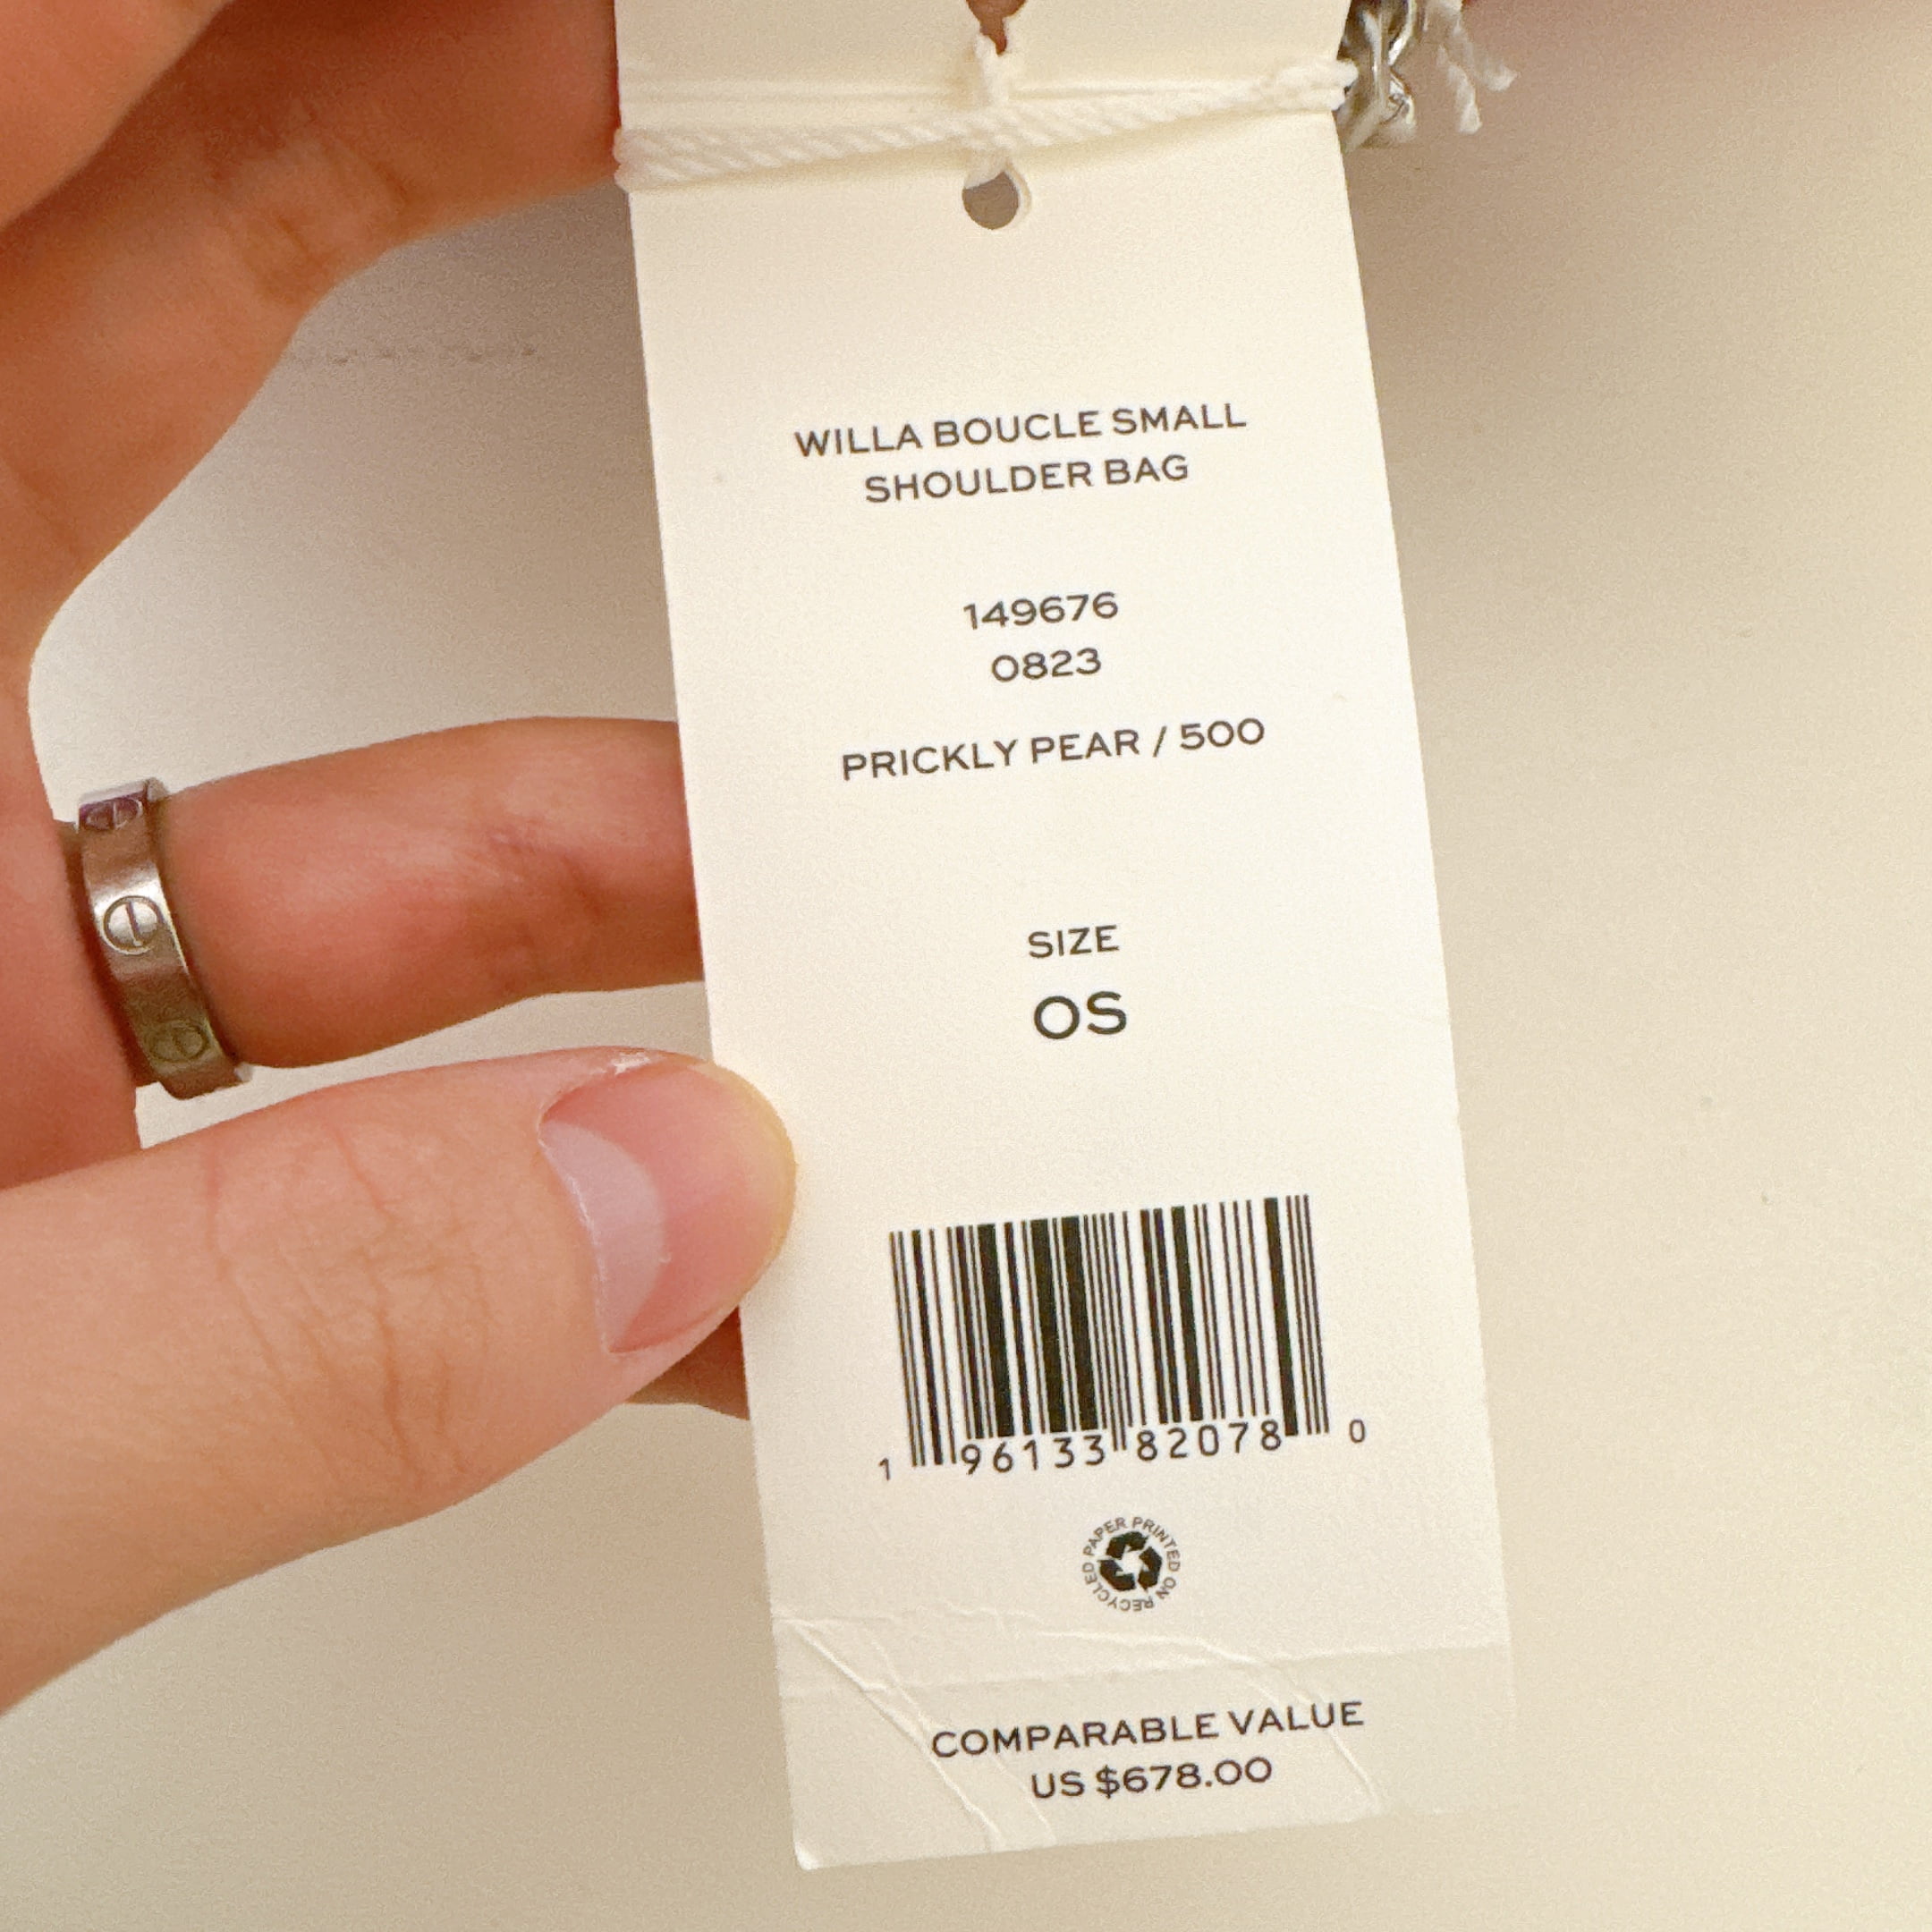 WILLA BOUCLE SMALL
SHOULDER BAG
149676
0823
PRICKLY PEAR / 500
SIZE
OS
1 96133 82078 0
PRINTED ON RECYCLED PAPER
COMPARABLE VALUE
US $678.00